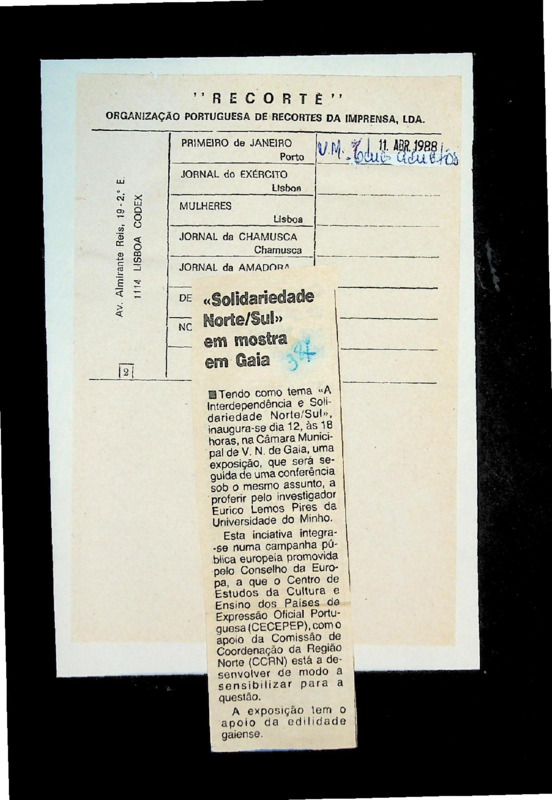 "RECORTE"
ORGANIZAÇÃO PORTUGUESA DE RECORTES DA IMPRENSA, LDA.
Av. Almirante Reis, 19-2.º E.
1114 LISBOA CODEX
2
PRIMEIRO de JANEIRO
Porto
U.M. 11 ABR. 1988
JORNAL do EXÉRCITO
Lisboa
MULHERES
Lisboa
JORNAL da CHAMUSCA
Chamusca
JORNAL da AMADORA
DE
NO
«Solidariedade
Norte/Sul»
em mostra
em Gaia
Tendo como tema «A
Interdependência e Soli-
dariedade Norte/Sul»,
inaugura-se dia 12, às 18
horas, na Câmara Munici-
pal de V. N. de Gaia, uma
exposição, que será se-
guida de uma conferência
sob o mesmo assunto, a
proferir pelo investigador
Eurico Lemos Pires da
Universidade do Minho.
Esta inciativa integra-
-se numa campanha pú-
blica europeia promovida
pelo Conselho da Euro-
pa, a que o Centro de
Estudos da Cultura e
Ensino dos Países de
Expressão Oficial Portu-
guesa (CECEPEP), com o
apoio da Comissão de
Coordenação da Região
Norte (CCRN) está a de-
senvolver de modo a
sensibilizar para a
questão.
A exposição tem o
apoio da edilidade
gaiense.